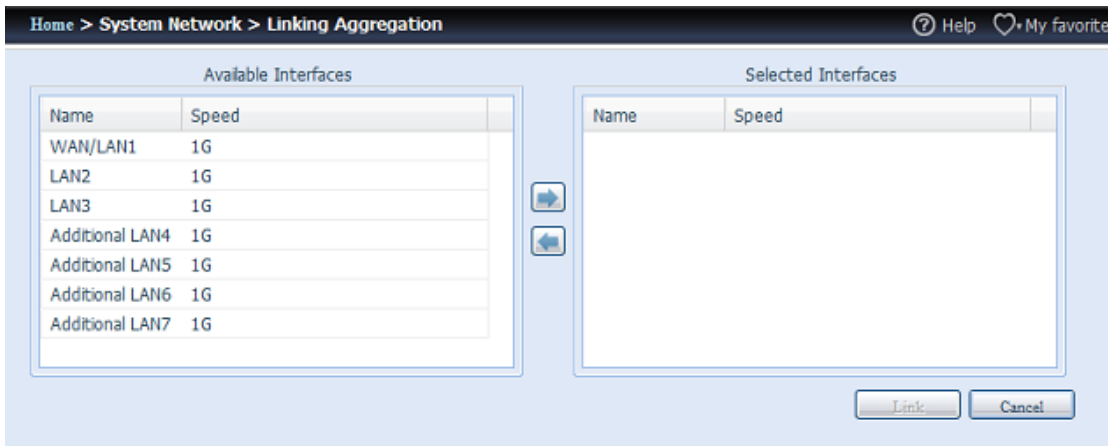 Home > System Network > Linking Aggregation
Help My favorite
Available Interfaces
Name Speed
WAN/LAN1 1G
LAN2 1G
LAN3 1G
Additional LAN4 1G
Additional LAN5 1G
Additional LAN6 1G
Additional LAN7 1G
Selected Interfaces
Name Speed
Link Cancel